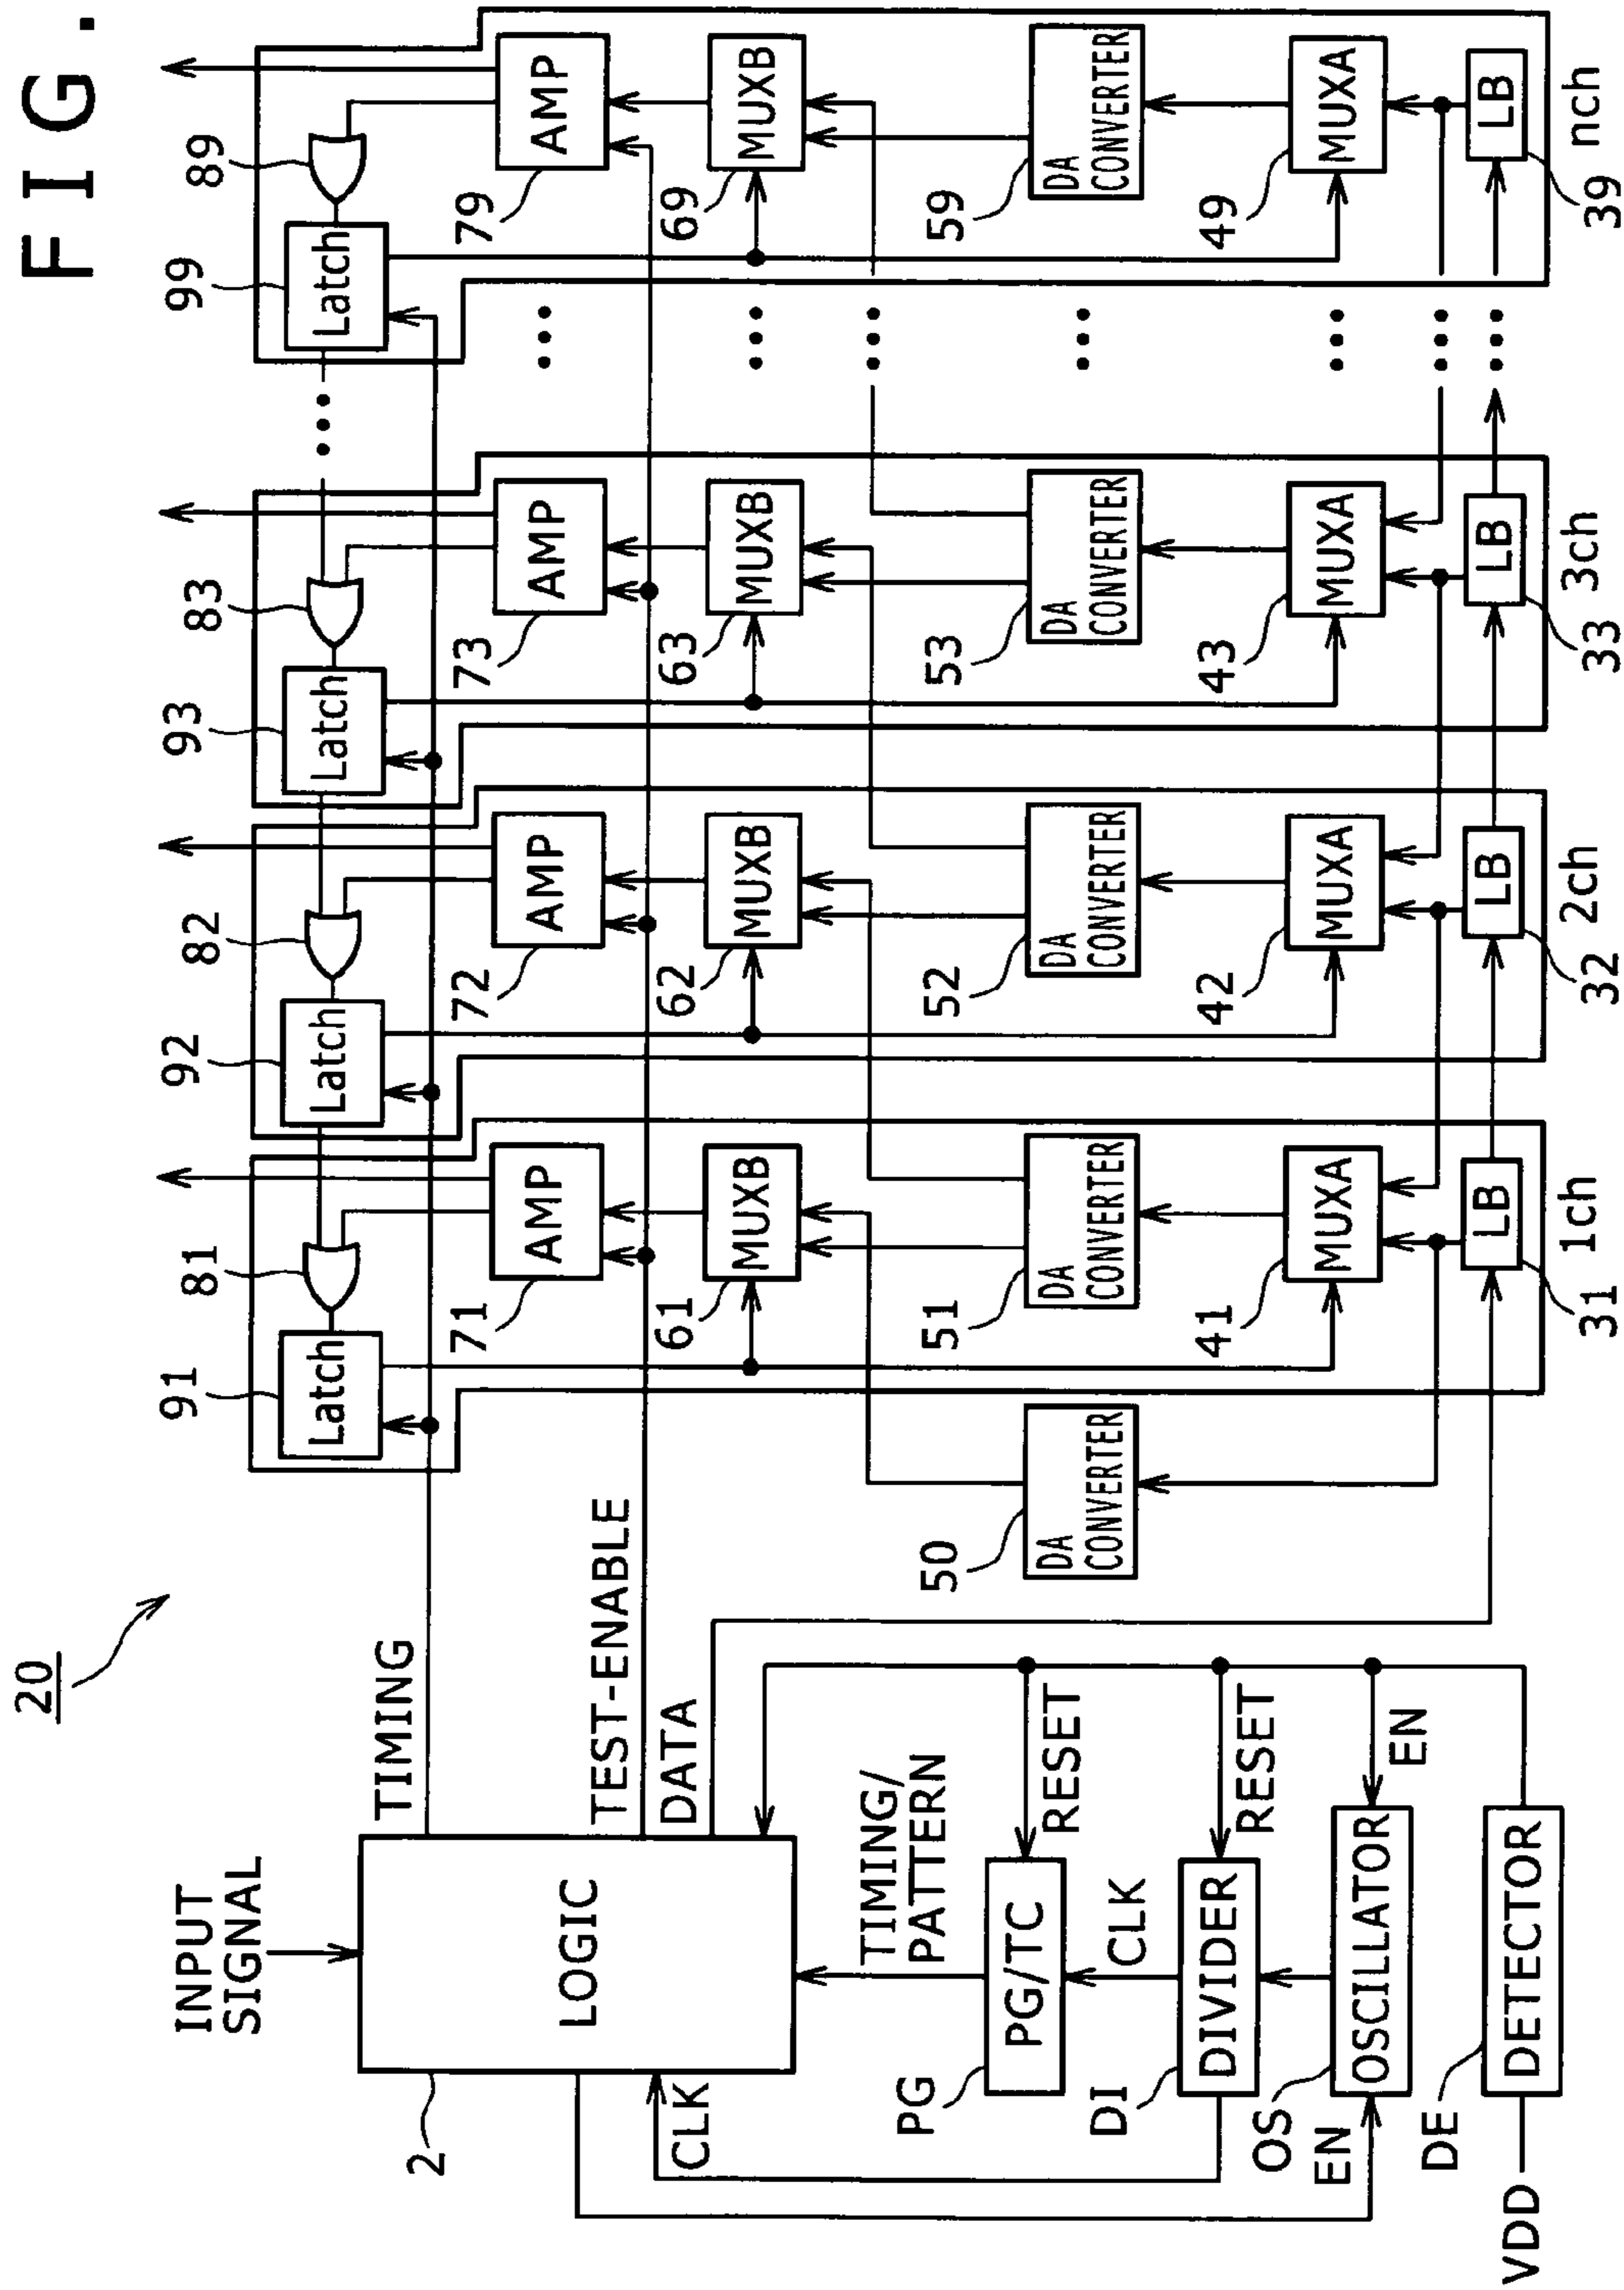 FIG.
20
INPUT
SIGNAL
2
LOGIC
TIMING
TEST-ENABLE
DATA
CLK
TIMING/
PATTERN
PG
PG/TC
RESET
CLK
DI
DIVIDER
RESET
OS
EN
OSCILLATOR
EN
DE
VDD
DETECTOR
50
DA
CONVERTER
91
Latch
81
71
AMP
61
MUXB
51
DA
CONVERTER
41
MUXA
31
LB
1ch
92
Latch
82
72
AMP
62
MUXB
52
DA
CONVERTER
42
MUXA
32
LB
2ch
93
Latch
83
73
AMP
63
MUXB
53
DA
CONVERTER
43
MUXA
33
LB
3ch
99
Latch
89
79
AMP
69
MUXB
59
DA
CONVERTER
49
MUXA
39
LB
nch